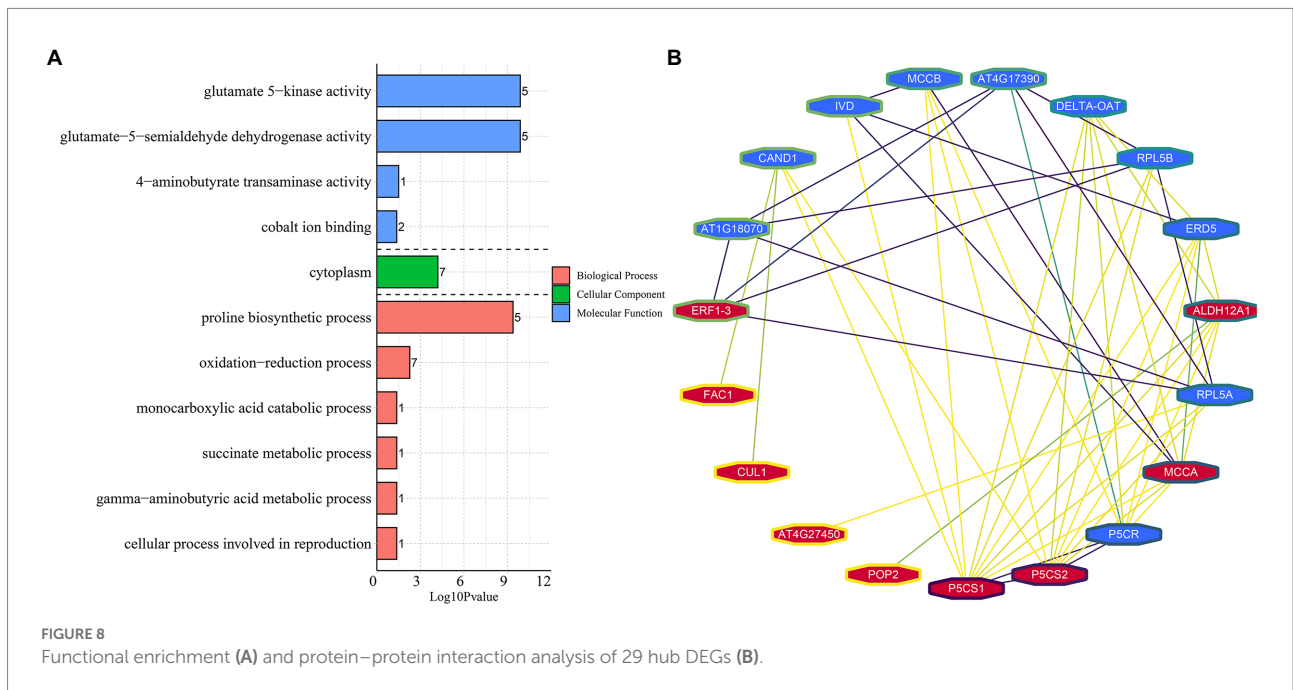 A
glutamate 5−kinase activity
5
glutamate−5−semialdehyde dehydrogenase activity
5
4−aminobutyrate transaminase activity
1
cobalt ion binding
2
cytoplasm
7
proline biosynthetic process
5
oxidation−reduction process
7
monocarboxylic acid catabolic process
1
succinate metabolic process
1
gamma−aminobutyric acid metabolic process
1
cellular process involved in reproduction
1
0 3 6 9 12
Log10Pvalue
Biological Process
Cellular Component
Molecular Function
B
MCCB
AT4G17390
IVD
DELTA-OAT
CAND1
RPL5B
AT1G18070
ERD5
ERF1-3
ALDH12A1
FAC1
RPL5A
CUL1
MCCA
AT4G27450
P5CR
POP2
P5CS2
P5CS1
FIGURE 8
Functional enrichment (A) and protein–protein interaction analysis of 29 hub DEGs (B).